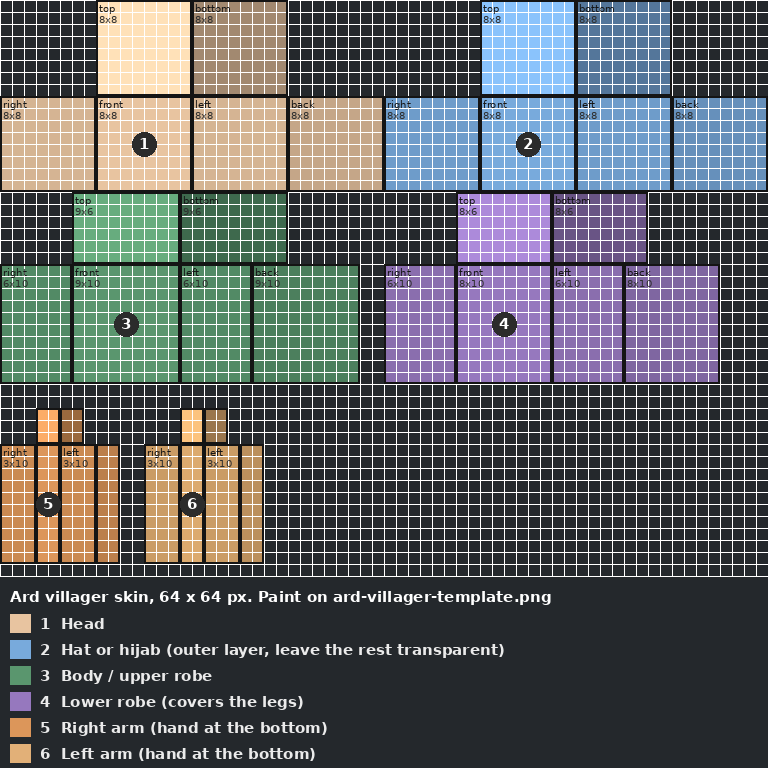 top
8x8
bottom
8x8
top
8x8
bottom
8x8
right
8x8
front
8x8
left
8x8
back
8x8
right
8x8
front
8x8
left
8x8
back
8x8
1
2
top
9x6
bottom
9x6
top
8x6
bottom
8x6
right
6x10
front
9x10
left
6x10
back
9x10
right
6x10
front
8x10
left
6x10
back
8x10
3
4
right
3x10
left
3x10
right
3x10
left
3x10
5
6
Ard villager skin, 64 x 64 px. Paint on ard-villager-template.png
1 Head
2 Hat or hijab (outer layer, leave the rest transparent)
3 Body / upper robe
4 Lower robe (covers the legs)
5 Right arm (hand at the bottom)
6 Left arm (hand at the bottom)